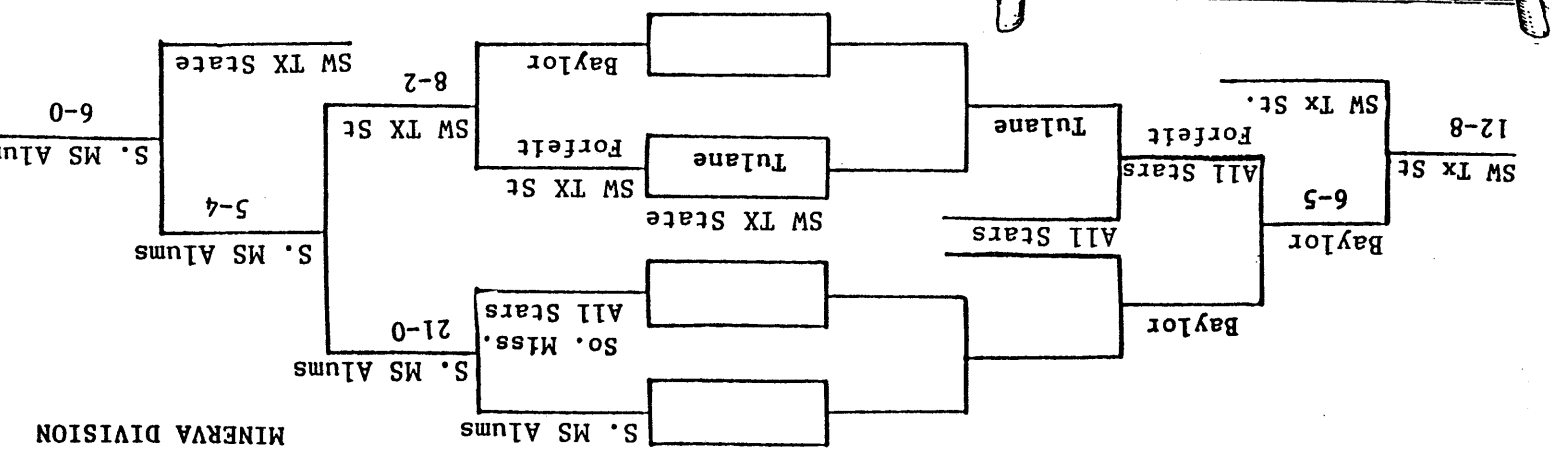 MINERVA DIVISION
S. MS Alums
So. Miss.
All Stars
S. MS Alums
21-0
SW TX State
Tulane
SW TX St
Forfeit
Baylor
SW TX St
8-2
S. MS Alums
5-4
SW TX State
S. MS Alum
6-0
Baylor
All Stars
Tulane
All Stars
Forfeit
Baylor
6-5
SW Tx St.
SW Tx St
12-8